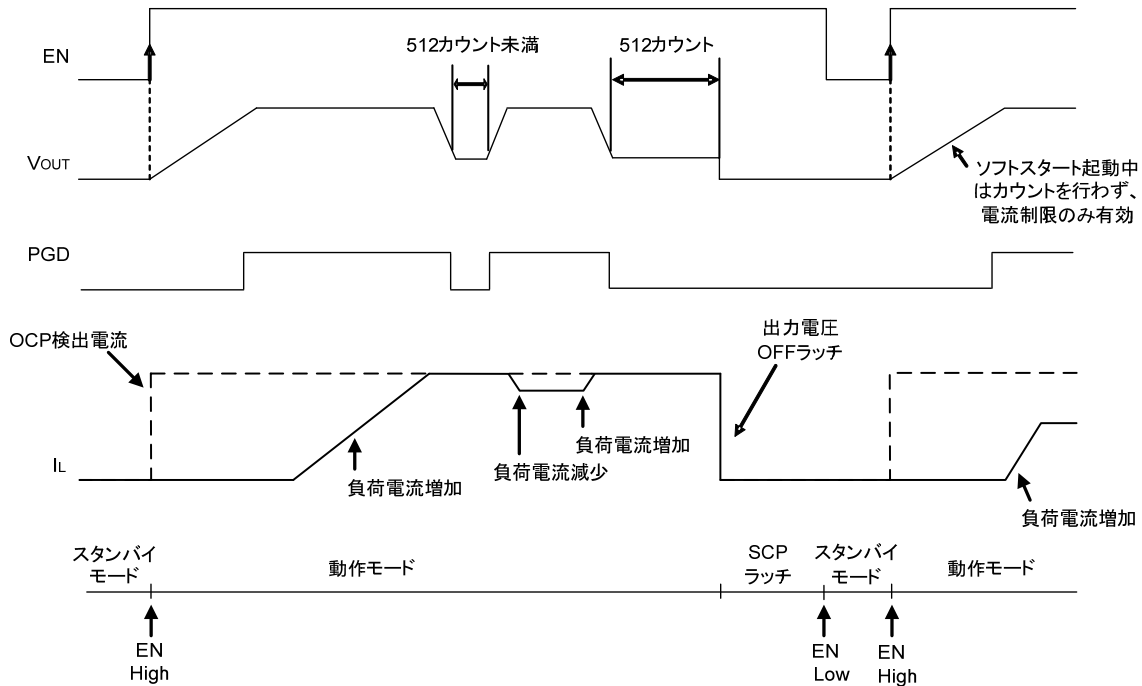 EN
512カウント未満
512カウント
VOUT
ソフトスタート起動中
はカウントを行わず、
電流制限のみ有効
PGD
OCP検出電流
出力電圧
OFFラッチ
IL
負荷電流増加
負荷電流減少
負荷電流増加
負荷電流増加
スタンバイ
モード
動作モード
SCP
ラッチ
スタンバイ
モード
動作モード
EN
High
EN
Low
EN
High